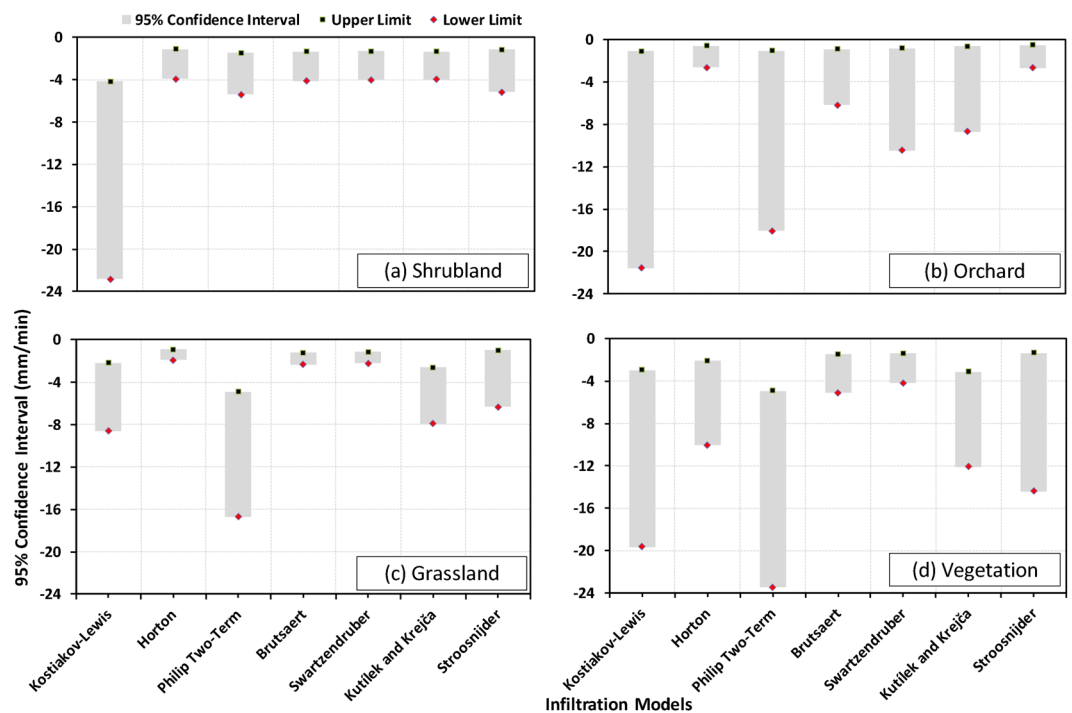 95% Confidence Interval Upper Limit Lower Limit
0
-4
-8
-12
-16
-20
-24
(a) Shrubland
0
-4
-8
-12
-16
-20
-24
(b) Orchard
95% Confidence Interval (mm/min)
0
-4
-8
-12
-16
-20
-24
(c) Grassland
Kostiakov-Lewis
Horton
Philip Two-Term
Brutsaert
Swartzendruber
Kutílek and Krejča
Stroosnijder
0
-4
-8
-12
-16
-20
-24
(d) Vegetation
Kostiakov-Lewis
Horton
Philip Two-Term
Brutsaert
Swartzendruber
Kutílek and Krejča
Stroosnijder
Infiltration Models